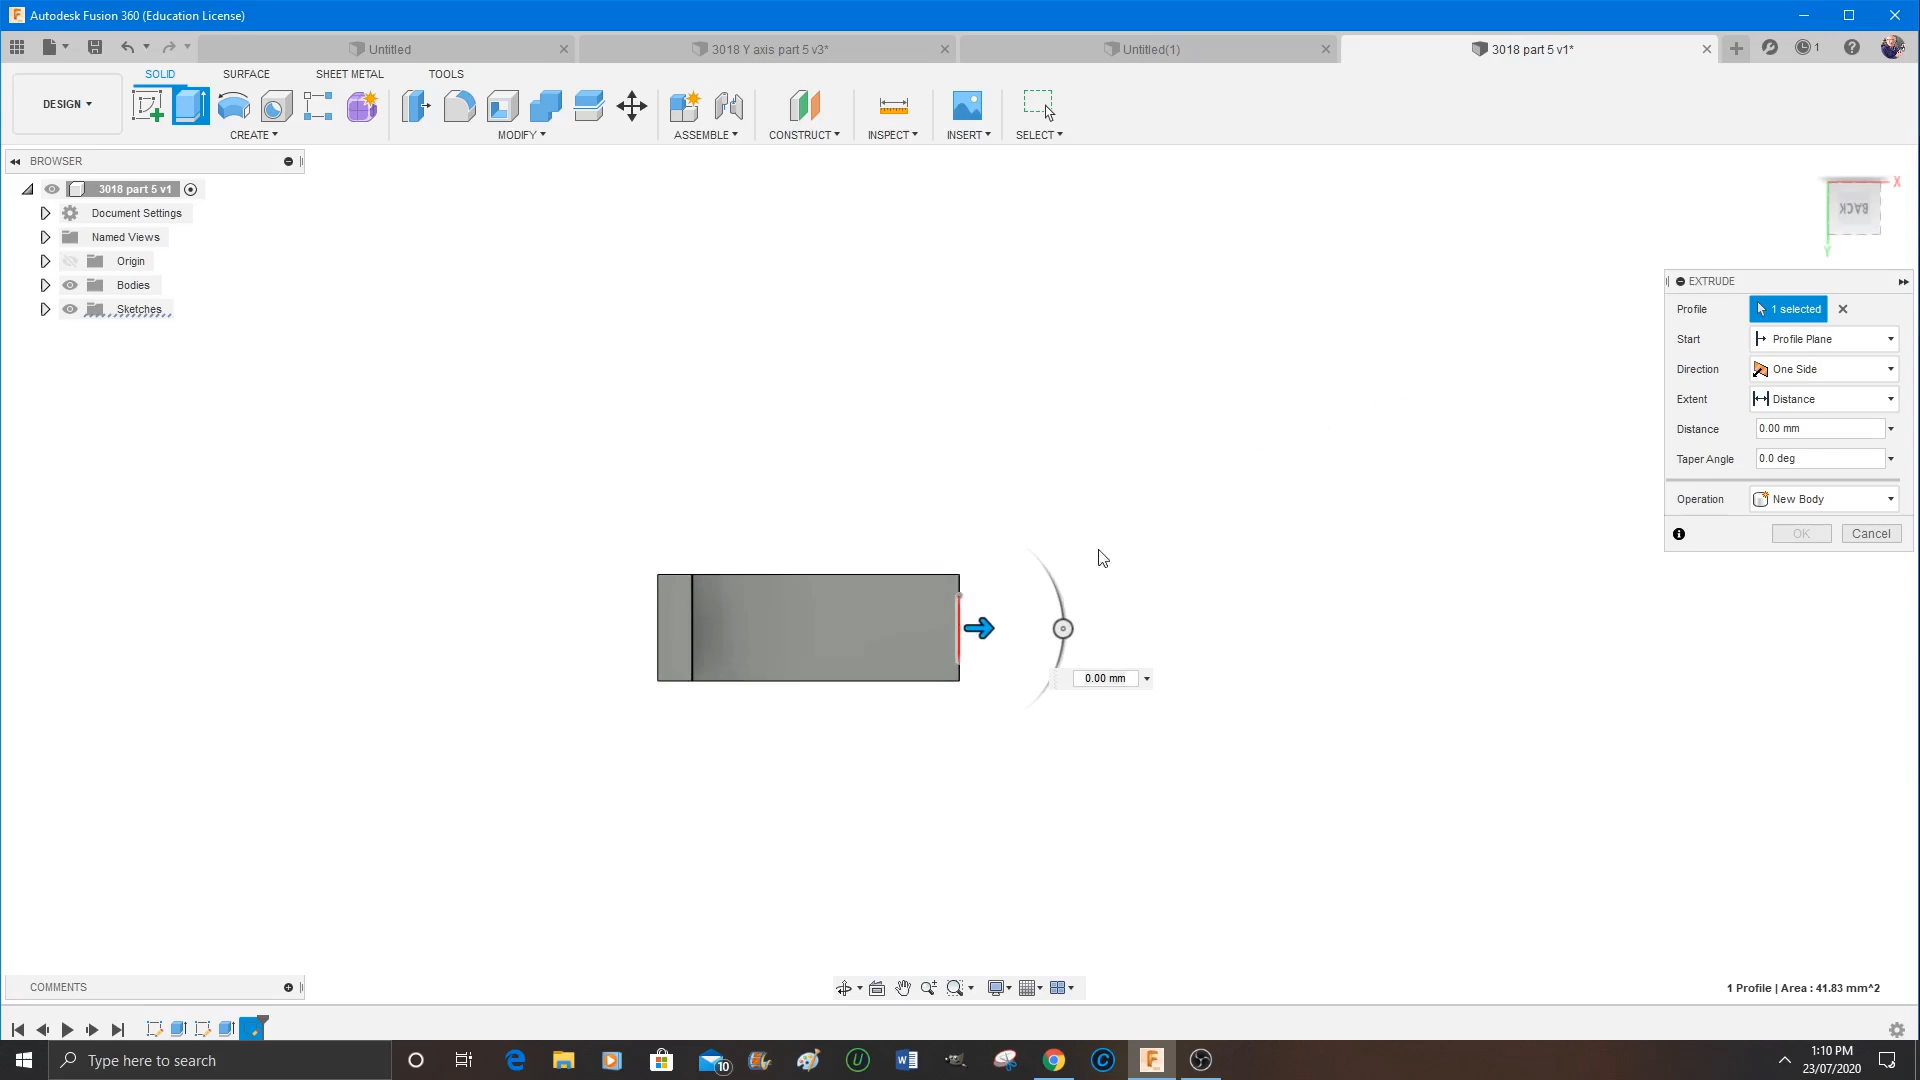 Autodesk Fusion 360 (Education License)
Untitled
3018 Y axis part 5 v3*
Untitled(1)
3018 part 5 v1*
1
SOLID
SURFACE
SHEET METAL
TOOLS
DESIGN
CREATE
MODIFY
ASSEMBLE
CONSTRUCT
INSPECT
INSERT
SELECT
BROWSER
3018 part 5 v1
Document Settings
Named Views
Origin
Bodies
Sketches
X
BACK
Y
EXTRUDE
Profile
1 selected
Start
Profile Plane
Direction
One Side
Extent
Distance
Distance
0.00 mm
Taper Angle
0.0 deg
Operation
New Body
OK
Cancel
0.00 mm
COMMENTS
1 Profile | Area : 41.83 mm^2
Type here to search
10
1:10 PM
23/07/2020